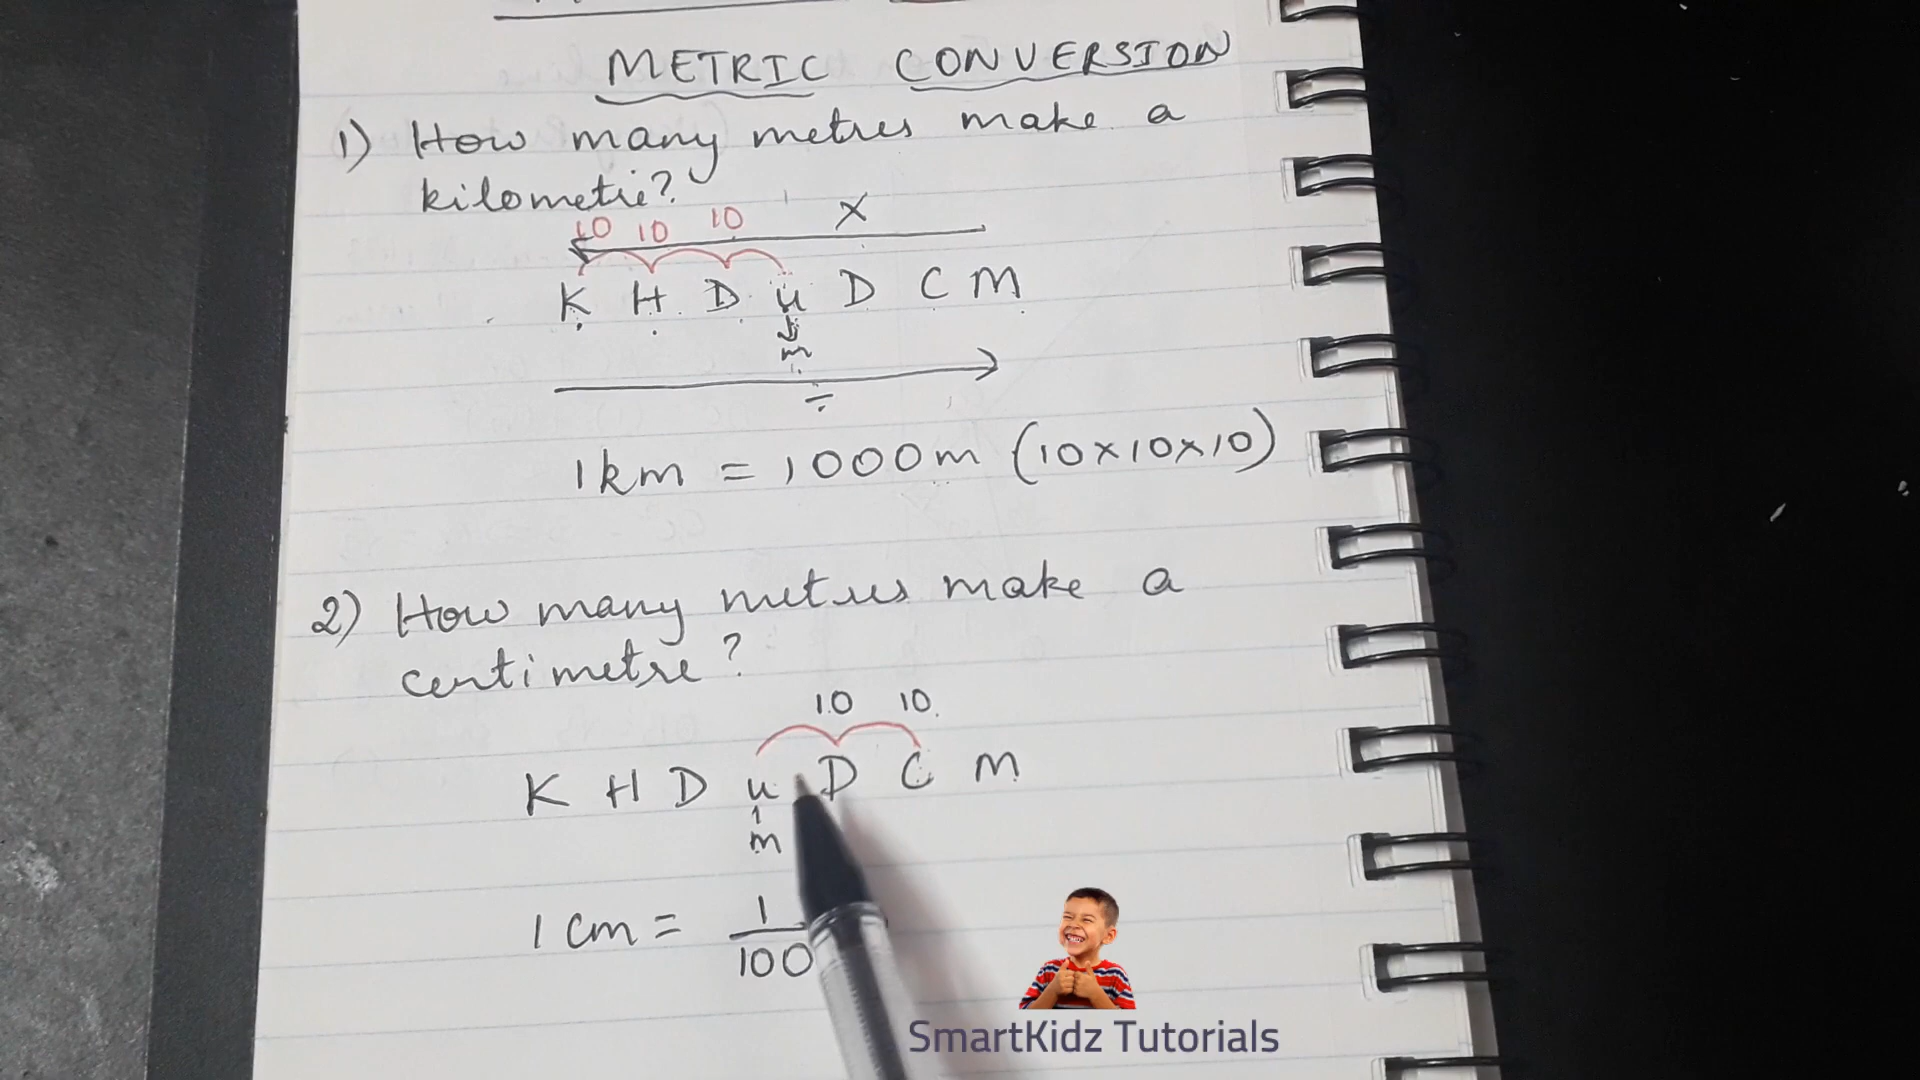 METRIC CONVERSION
1) How many metres make a
kilometre?
10 10 10 X
K H D u D C M
m
÷
1km = 1000m (10x10x10)
2) How many metres make a
centimetre?
10 10
K H D u D C M
m
1 cm = 1/100
SmartKidz Tutorials